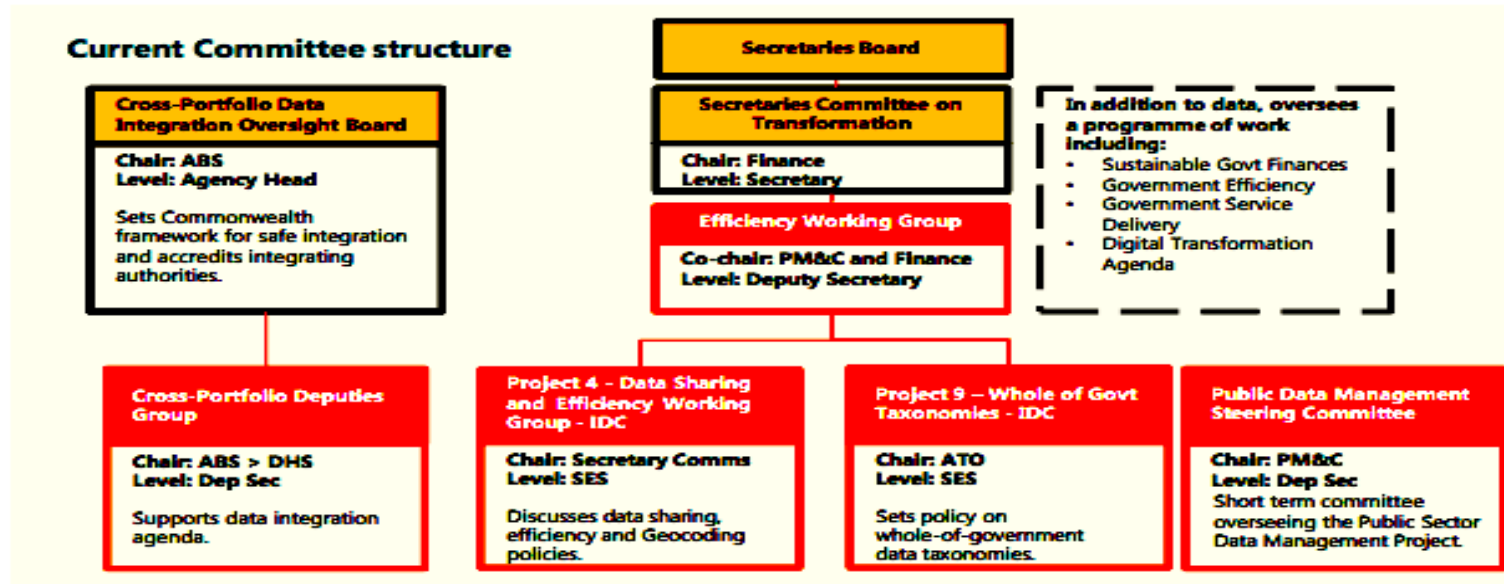 Current Committee structure
Secretaries Board
Cross-Portfolio Data
Integration Oversight Board
Chair: ABS
Level: Agency Head
Sets Commonwealth
framework for safe integration
and accredits integrating
authorities.
Secretaries Committee on
Transformation
Chair: Finance
Level: Secretary
In addition to data, oversees
a programme of work
including:
• Sustainable Govt Finances
• Government Efficiency
• Government Service
Delivery
• Digital Transformation
Agenda
Efficiency Working Group
Co-chair: PM&C and Finance
Level: Deputy Secretary
Cross-Portfolio Deputies
Group
Chair: ABS > DHS
Level: Dep Sec
Supports data integration
agenda.
Project 4 - Data Sharing
and Efficiency Working
Group - IDC
Chair: Secretary Comms
Level: SES
Discusses data sharing,
efficiency and Geocoding
policies.
Project 9 – Whole of Govt
Taxonomies - IDC
Chair: ATO
Level: SES
Sets policy on
whole-of-government
data taxonomies.
Public Data Management
Steering Committee
Chair: PM&C
Level: Dep Sec
Short term committee
overseeing the Public Sector
Data Management Project.